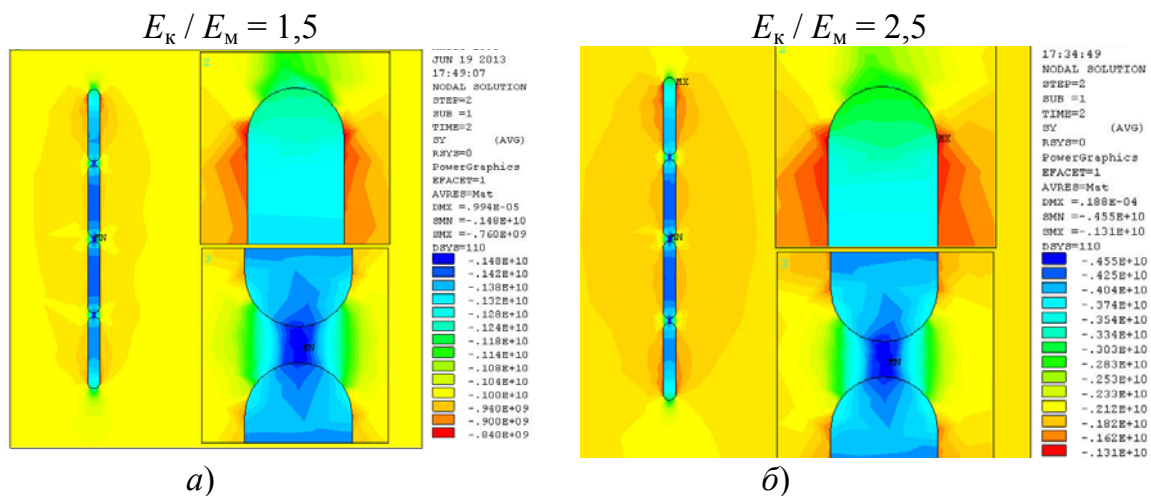 Eк / Eм = 1,5
JUN 19 2013
17:49:07
NODAL SOLUTION
STEP=2
SUB =1
TIME=2
SY (AVG)
RSYS=0
PowerGraphics
EFACET=1
AVRES=Mat
DMX =.994E-05
SMN =-.148E+10
SMX =-.760E+09
DSYS=110
-.148E+10
-.142E+10
-.138E+10
-.132E+10
-.128E+10
-.124E+10
-.118E+10
-.114E+10
-.108E+10
-.104E+10
-.100E+10
-.940E+09
-.900E+09
-.840E+09
2
3
MN
MN
а)
Eк / Eм = 2,5
17:34:49
NODAL SOLUTION
STEP=2
SUB =1
TIME=2
SY (AVG)
RSYS=0
PowerGraphics
EFACET=1
AVRES=Mat
DMX =.188E-04
SMN =-.455E+10
SMX =-.131E+10
DSYS=110
-.455E+10
-.425E+10
-.404E+10
-.374E+10
-.354E+10
-.334E+10
-.303E+10
-.283E+10
-.253E+10
-.233E+10
-.212E+10
-.182E+10
-.162E+10
-.131E+10
MX
MX
MN
3
MN
б)